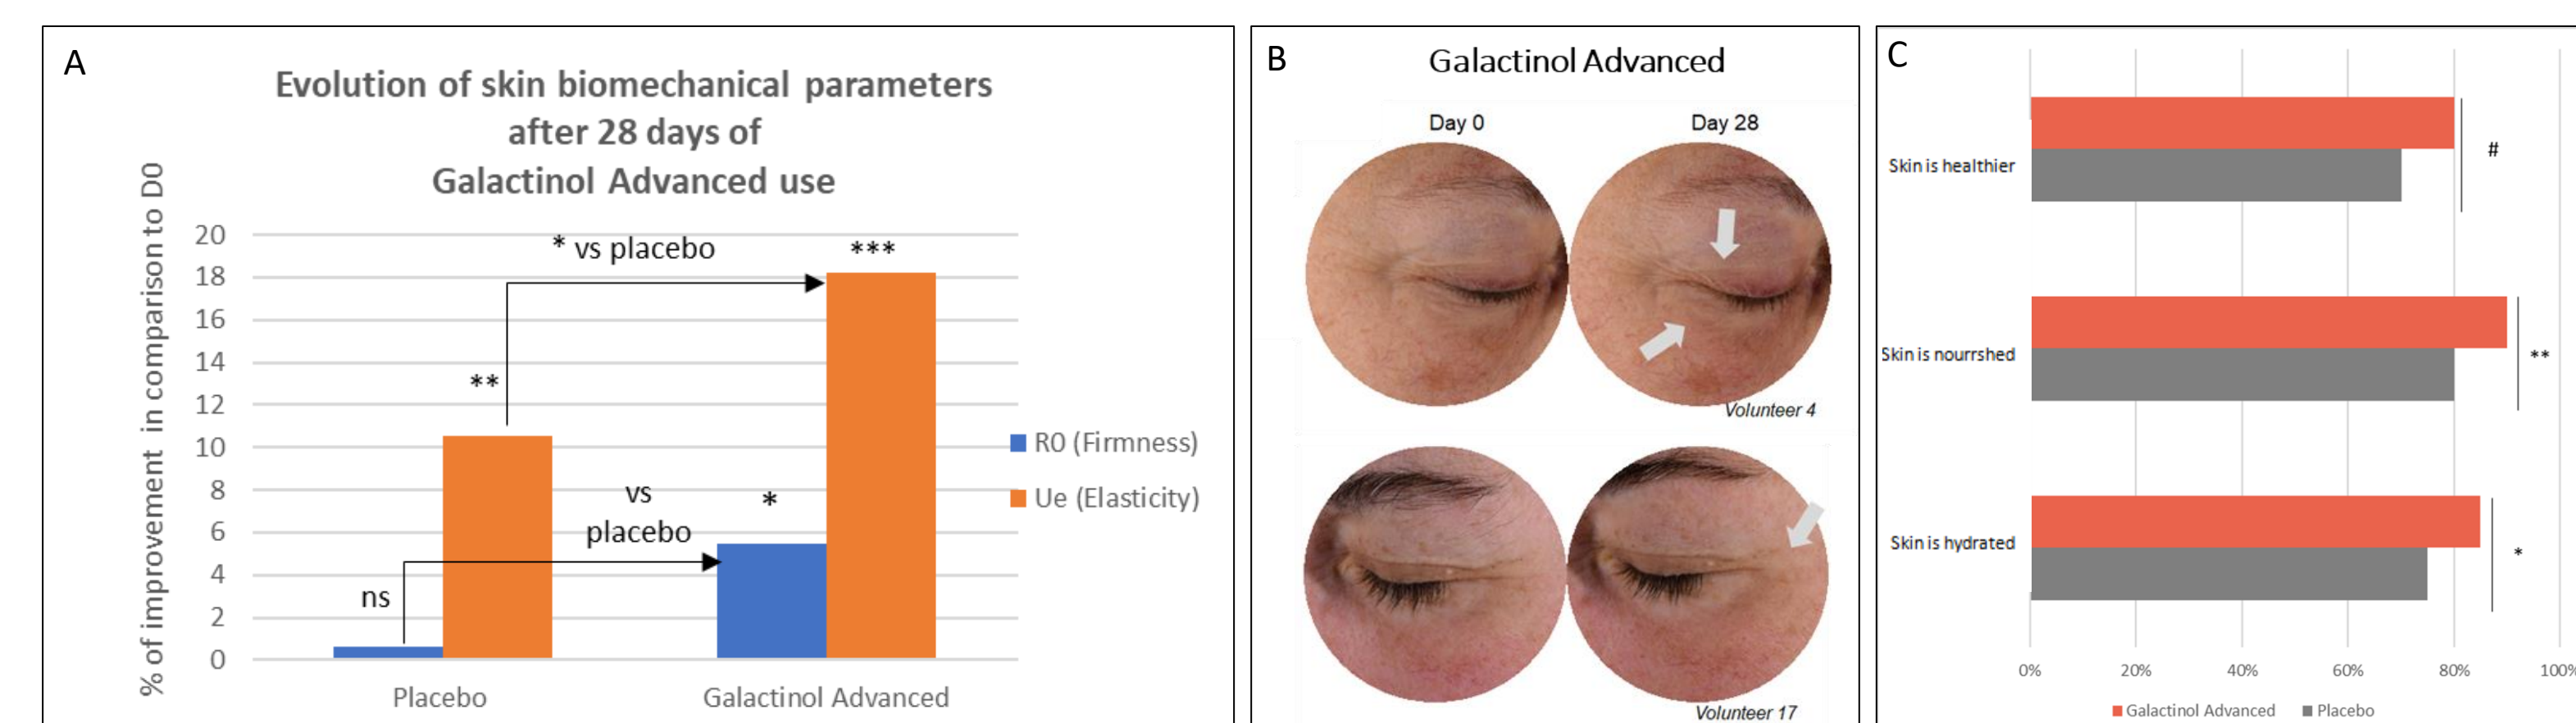 A
Evolution of skin biomechanical parameters
after 28 days of
Galactinol Advanced use
% of improvement in comparison to D0
20
18
16
14
12
10
8
6
4
2
0
* vs placebo
***
**
vs
placebo
*
ns
R0 (Firmness)
Ue (Elasticity)
Placebo
Galactinol Advanced
B
Galactinol Advanced
Day 0
Day 28
Volunteer 4
Volunteer 17
C
Skin is healthier
#
Skin is nourrshed
**
Skin is hydrated
*
0%
20%
40%
60%
80%
100%
Galactinol Advanced
Placebo